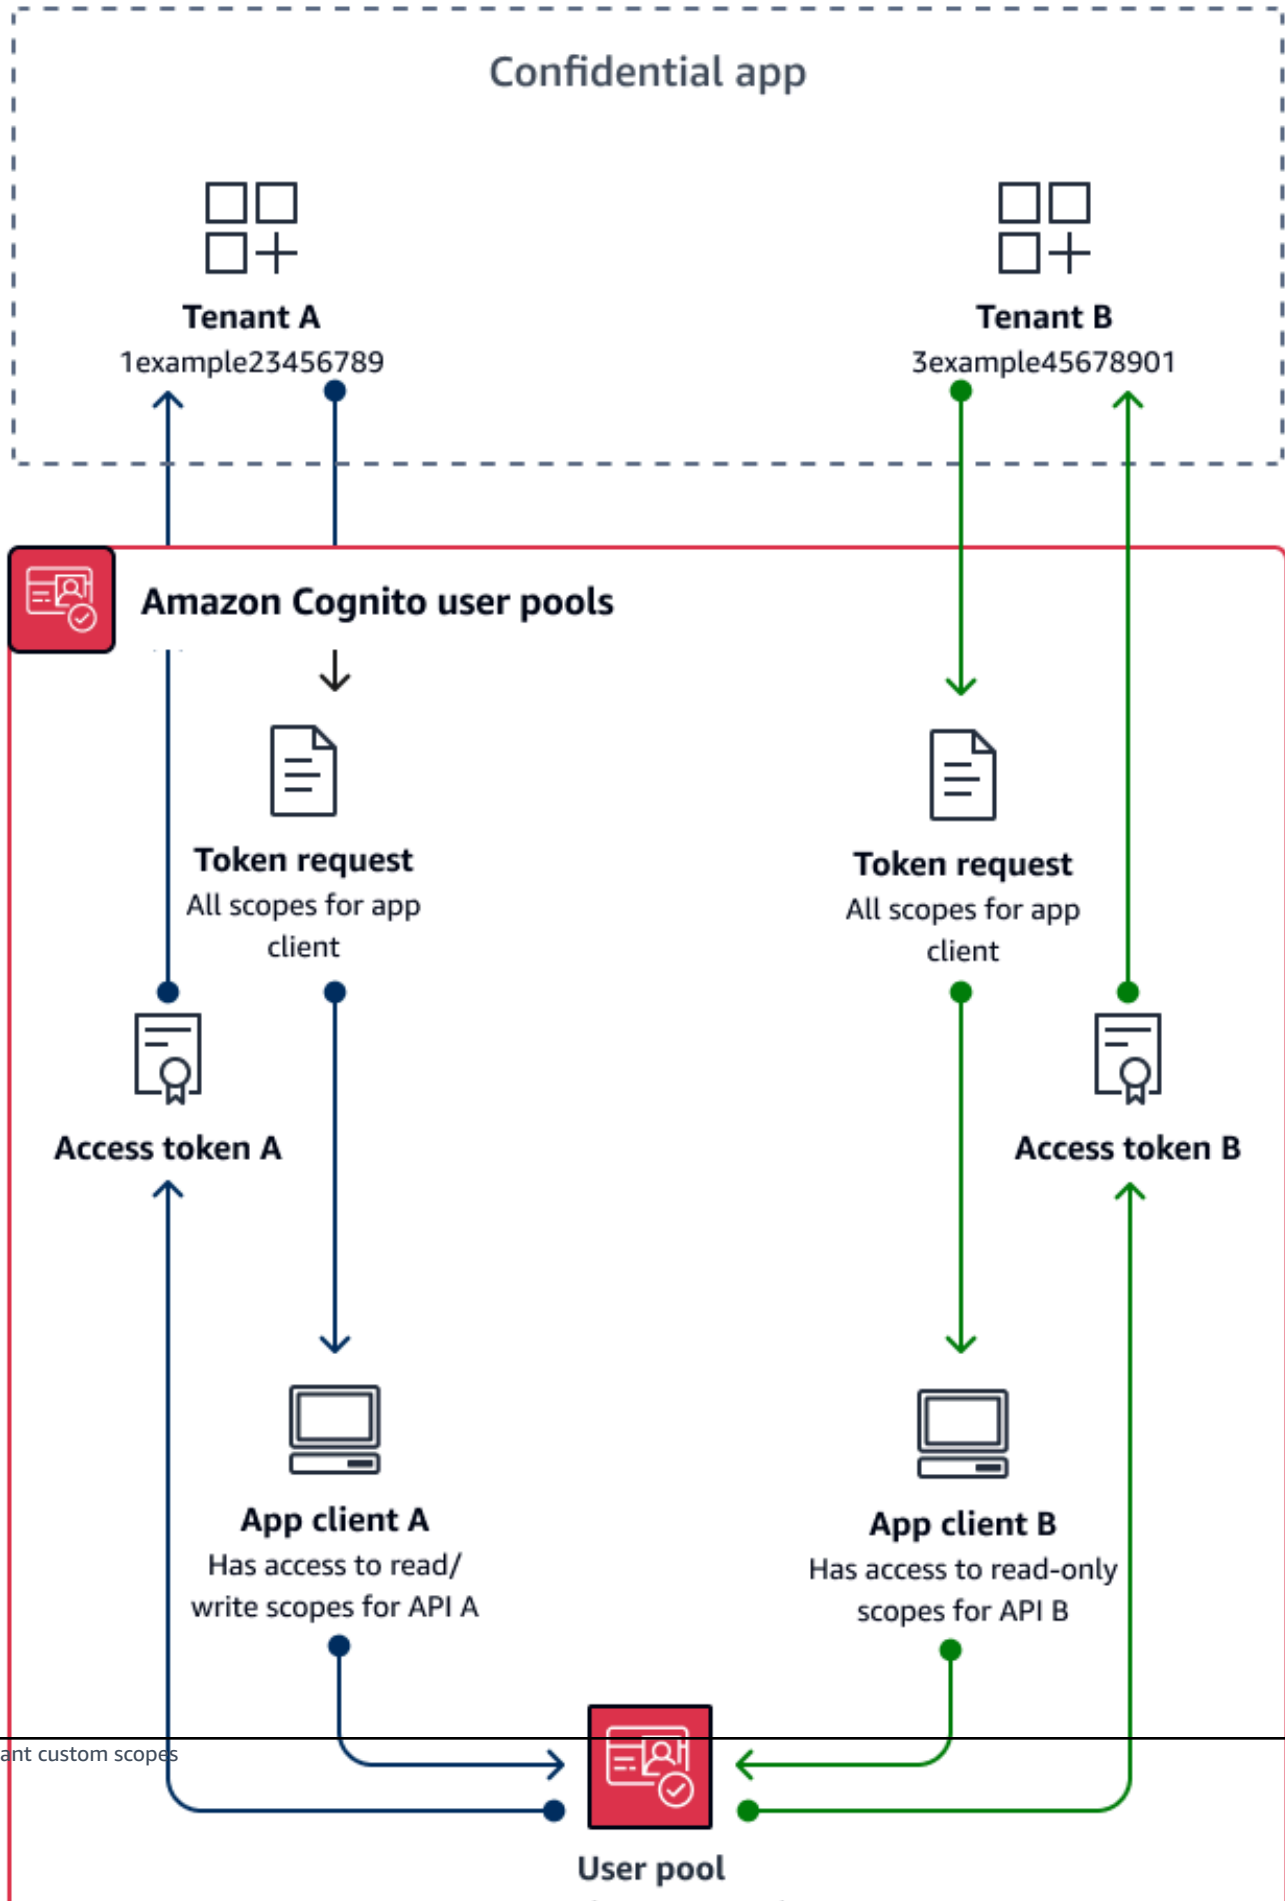 Confidential app
Tenant A
1example23456789
Tenant B
3example45678901
Amazon Cognito user pools
Token request
All scopes for app
client
Token request
All scopes for app
client
Access token A
Access token B
App client A
Has access to read/
write scopes for API A
App client B
Has access to read-only
scopes for API B
custom scopes
User pool